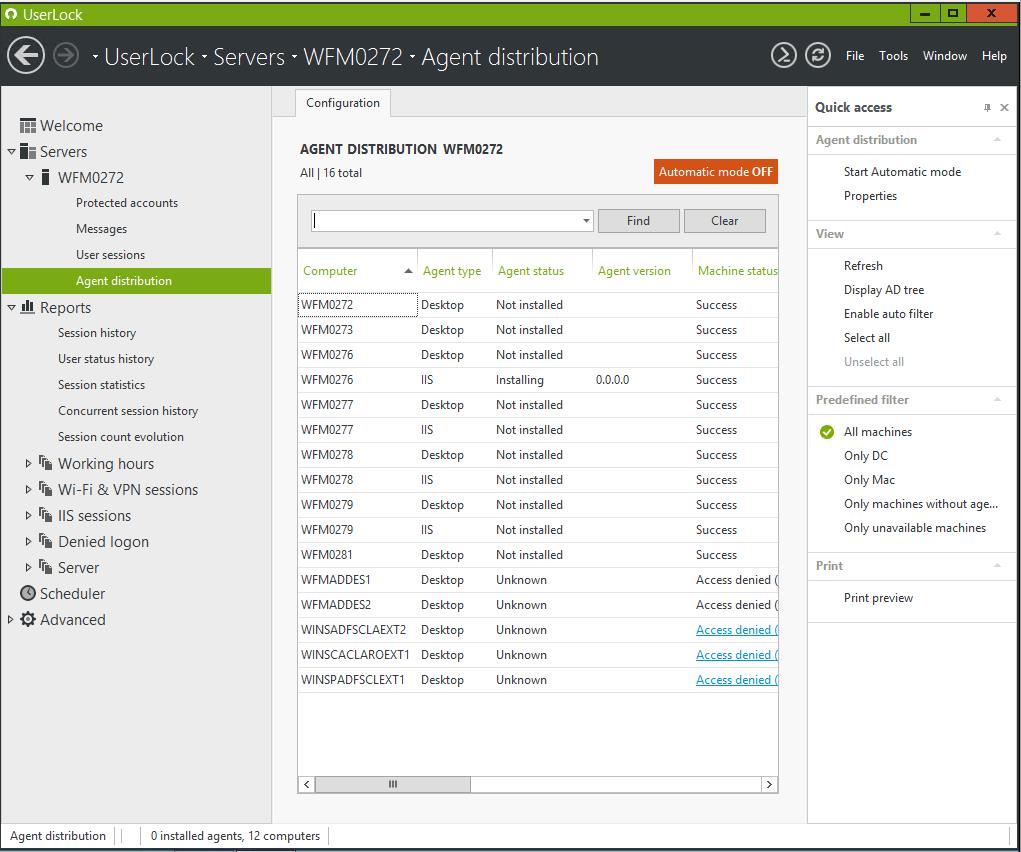 UserLock
UserLock · Servers · WFM0272 · Agent distribution
File Tools Window Help
Welcome
Servers
WFM0272
Protected accounts
Messages
User sessions
Agent distribution
Reports
Session history
User status history
Session statistics
Concurrent session history
Session count evolution
Working hours
Wi-Fi & VPN sessions
IIS sessions
Denied logon
Server
Scheduler
Advanced
Configuration
AGENT DISTRIBUTION WFM0272
All | 16 total
Automatic mode OFF
Find Clear
Computer Agent type Agent status Agent version Machine status
WFM0272 Desktop Not installed Success
WFM0273 Desktop Not installed Success
WFM0276 Desktop Not installed Success
WFM0276 IIS Installing 0.0.0.0 Success
WFM0277 Desktop Not installed Success
WFM0277 IIS Not installed Success
WFM0278 Desktop Not installed Success
WFM0278 IIS Not installed Success
WFM0279 Desktop Not installed Success
WFM0279 IIS Not installed Success
WFM0281 Desktop Not installed Success
WFMADDES1 Desktop Unknown Access denied (
WFMADDES2 Desktop Unknown Access denied (
WINSADFSCLAEXT2 Desktop Unknown Access denied (
WINSCACLAROEXT1 Desktop Unknown Access denied (
WINSPADFSCLEXT1 Desktop Unknown Access denied (
Quick access
Agent distribution
Start Automatic mode
Properties
View
Refresh
Display AD tree
Enable auto filter
Select all
Unselect all
Predefined filter
All machines
Only DC
Only Mac
Only machines without age...
Only unavailable machines
Print
Print preview
Agent distribution 0 installed agents, 12 computers